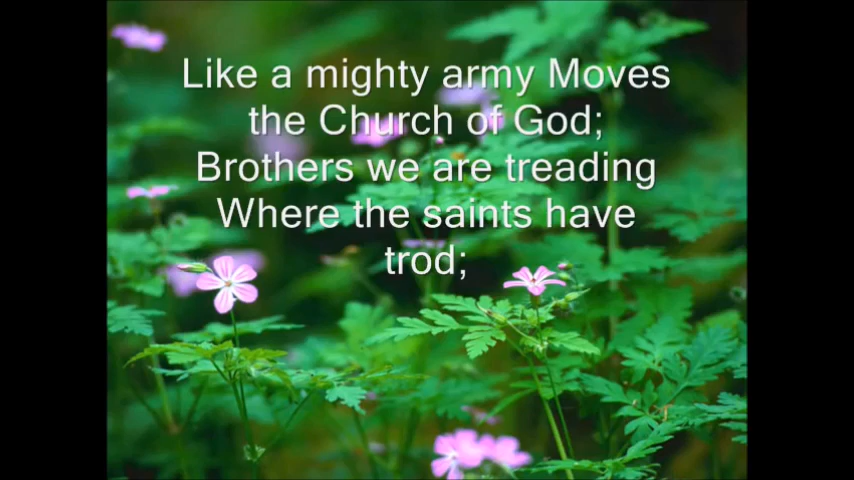 Like a mighty army Moves
the Church of God;
Brothers we are treading
Where the saints have
trod;